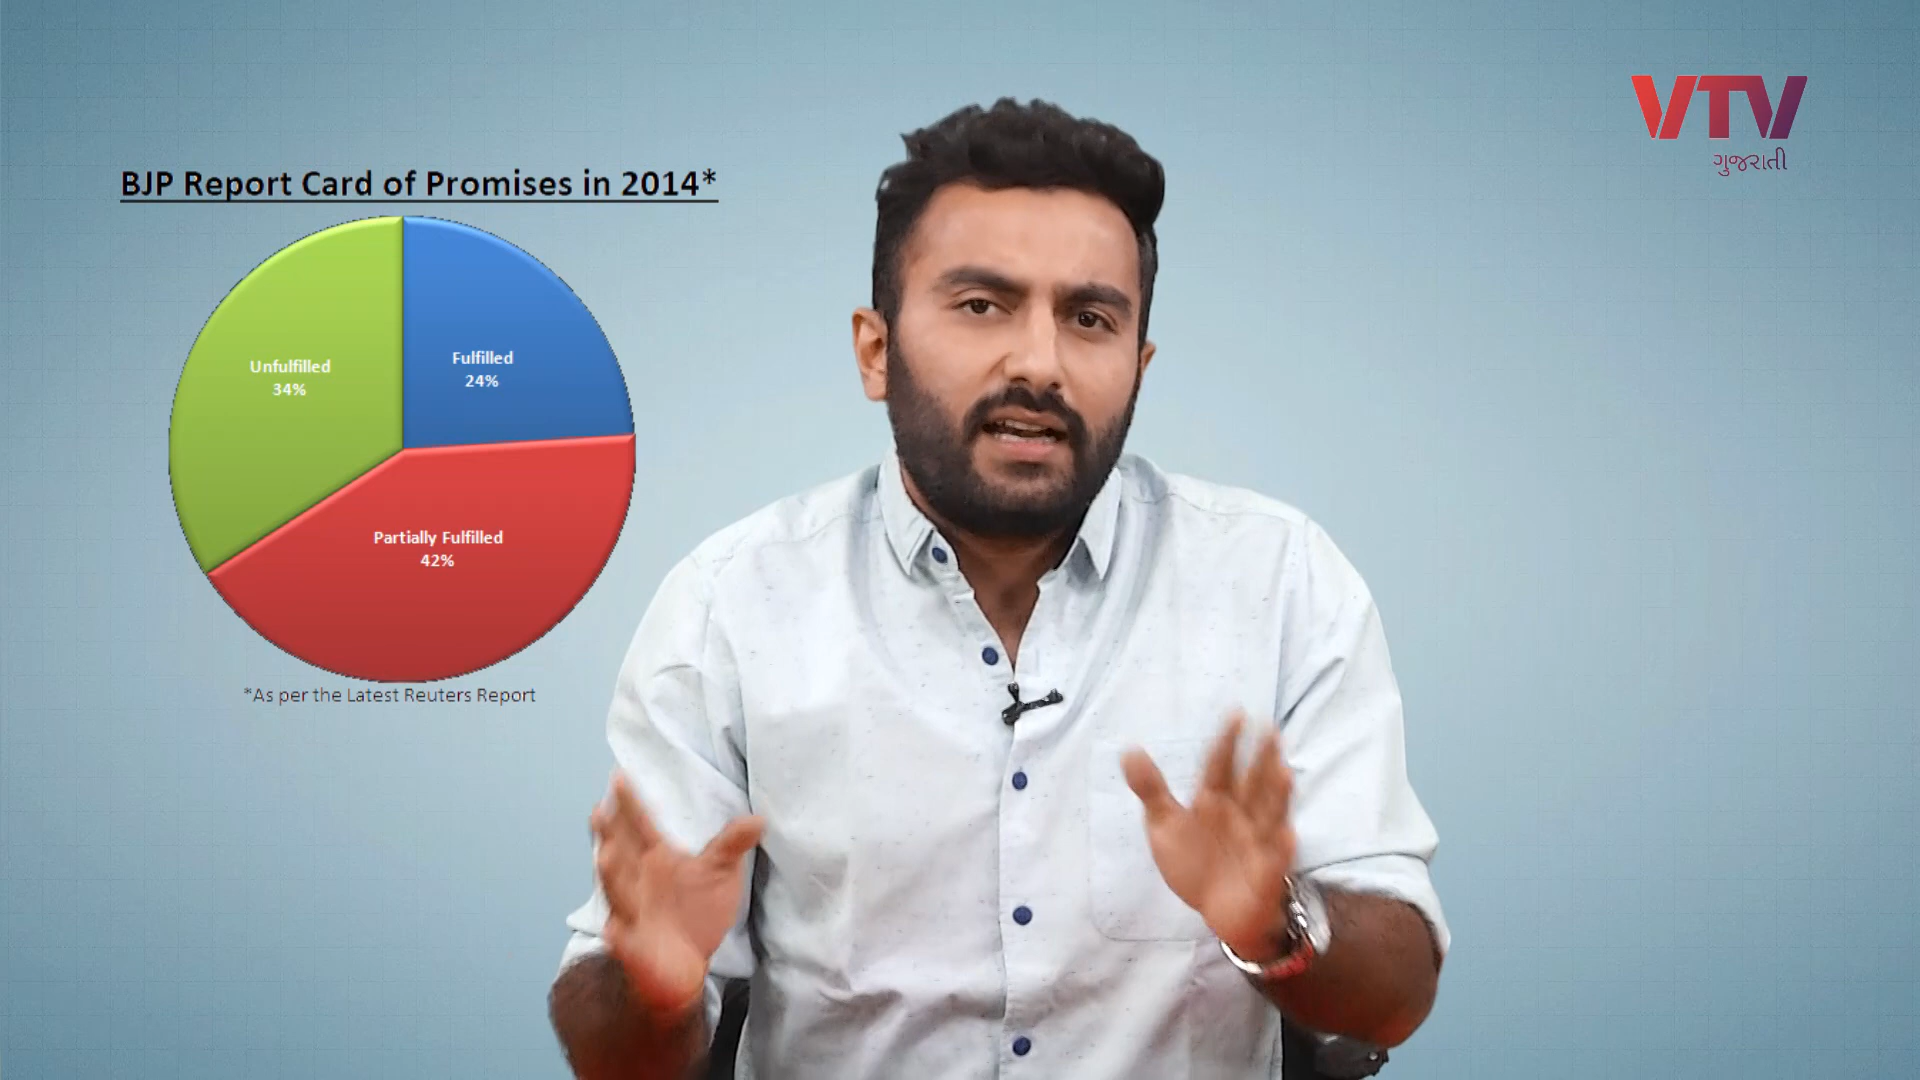 BJP Report Card of Promises in 2014*
Unfulfilled
34%
Fulfilled
24%
Partially Fulfilled
42%
*As per the Latest Reuters Report
VTV
ગુજરાતી